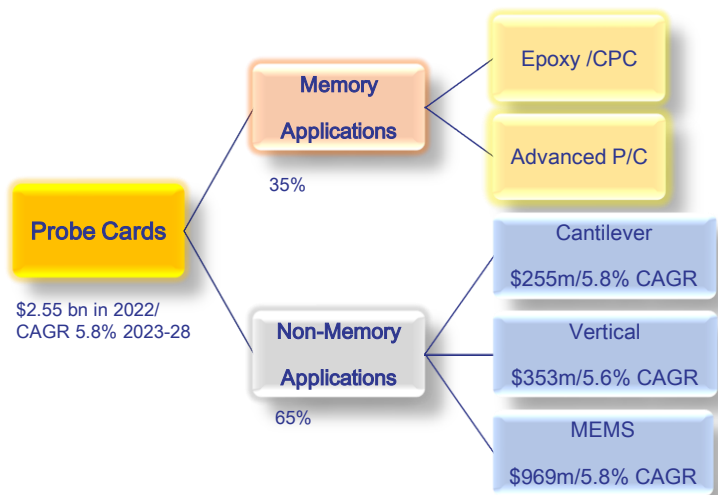 Probe Cards
$2.55 bn in 2022/
CAGR 5.8% 2023-28
Memory
Applications
35%
Epoxy /CPC
Advanced P/C
Non-Memory
Applications
65%
Cantilever
$255m/5.8% CAGR
Vertical
$353m/5.6% CAGR
MEMS
$969m/5.8% CAGR